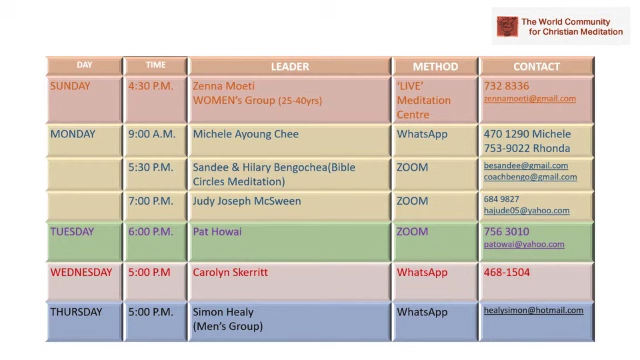 The World Community
for Christian Meditation
DAY TIME LEADER METHOD CONTACT
SUNDAY 4:30 P.M. Zenna Moeti ‘LIVE’ 732 8336
WOMEN’s Group (25-40yrs) Meditation zennamoeti@gmail.com
Centre
MONDAY 9:00 A.M. Michele Ayoung Chee WhatsApp 470 1290 Michele
753-9022 Rhonda
5:30 P.M. Sandee & Hilary Bengochea(Bible ZOOM besandee@gmail.com
Circles Meditation) coachbengo@gmail.com
7:00 P.M. Judy Joseph McSween ZOOM 684 9827
hajude05@yahoo.com
TUESDAY 6:00 P.M. Pat Howai ZOOM 756 3010
patowai@yahoo.com
WEDNESDAY 5:00 P.M Carolyn Skerritt WhatsApp 468-1504
THURSDAY 5:00 P.M. Simon Healy WhatsApp healysimon@hotmail.com
(Men’s Group)